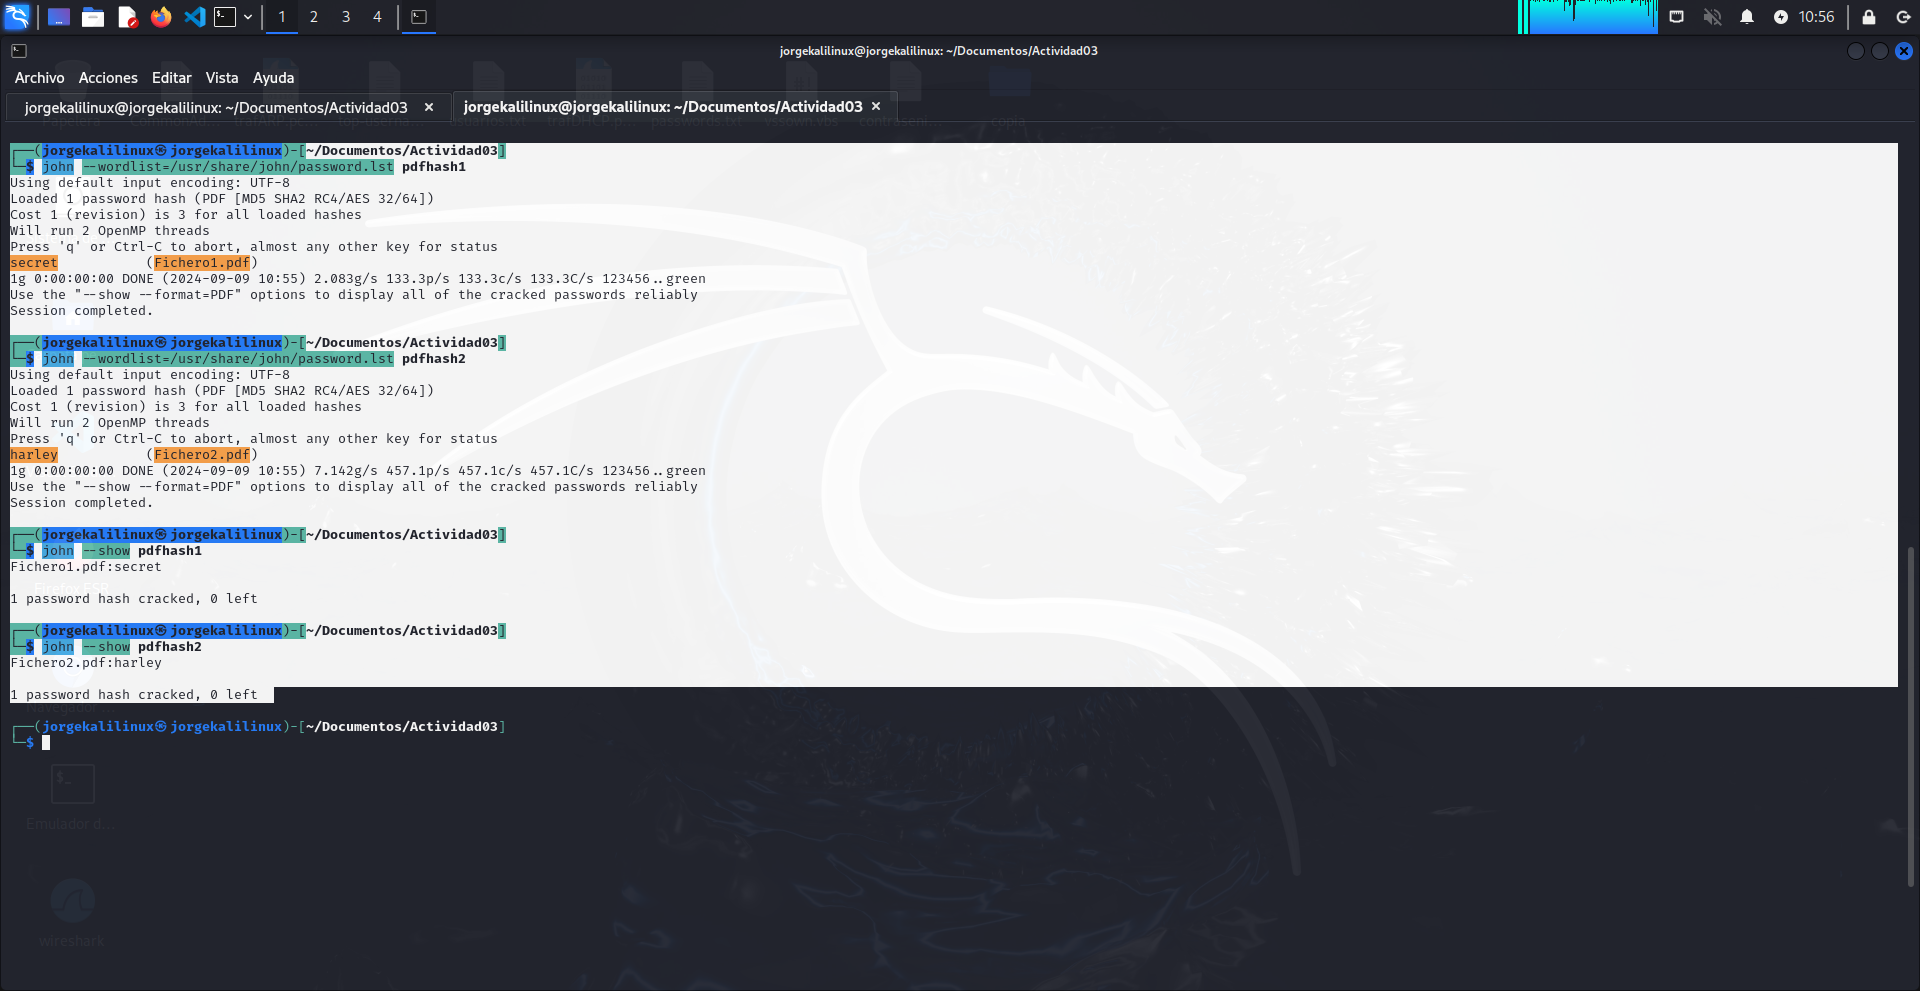 1 2 3 4
10:56
jorgekalilinux@jorgekalilinux: ~/Documentos/Actividad03
Archivo Acciones Editar Vista Ayuda
jorgekalilinux@jorgekalilinux: ~/Documentos/Actividad03 × jorgekalilinux@jorgekalilinux: ~/Documentos/Actividad03 ×
┌──(jorgekalilinux㉿jorgekalilinux)-[~/Documentos/Actividad03]
└─$ john --wordlist=/usr/share/john/password.lst pdfhash1
Using default input encoding: UTF-8
Loaded 1 password hash (PDF [MD5 SHA2 RC4/AES 32/64])
Cost 1 (revision) is 3 for all loaded hashes
Will run 2 OpenMP threads
Press 'q' or Ctrl-C to abort, almost any other key for status
secret           (Fichero1.pdf)
1g 0:00:00:00 DONE (2024-09-09 10:55) 2.083g/s 133.3p/s 133.3c/s 133.3C/s 123456..green
Use the "--show --format=PDF" options to display all of the cracked passwords reliably
Session completed.
┌──(jorgekalilinux㉿jorgekalilinux)-[~/Documentos/Actividad03]
└─$ john --wordlist=/usr/share/john/password.lst pdfhash2
Using default input encoding: UTF-8
Loaded 1 password hash (PDF [MD5 SHA2 RC4/AES 32/64])
Cost 1 (revision) is 3 for all loaded hashes
Will run 2 OpenMP threads
Press 'q' or Ctrl-C to abort, almost any other key for status
harley           (Fichero2.pdf)
1g 0:00:00:00 DONE (2024-09-09 10:55) 7.142g/s 457.1p/s 457.1c/s 457.1C/s 123456..green
Use the "--show --format=PDF" options to display all of the cracked passwords reliably
Session completed.
┌──(jorgekalilinux㉿jorgekalilinux)-[~/Documentos/Actividad03]
└─$ john --show pdfhash1
Fichero1.pdf:secret
Firefox ESR
1 password hash cracked, 0 left
┌──(jorgekalilinux㉿jorgekalilinux)-[~/Documentos/Actividad03]
└─$ john --show pdfhash2
Fichero2.pdf:harley
1 password hash cracked, 0 left
Navegador ...
┌──(jorgekalilinux㉿jorgekalilinux)-[~/Documentos/Actividad03]
└─$
Emulador d...
wireshark